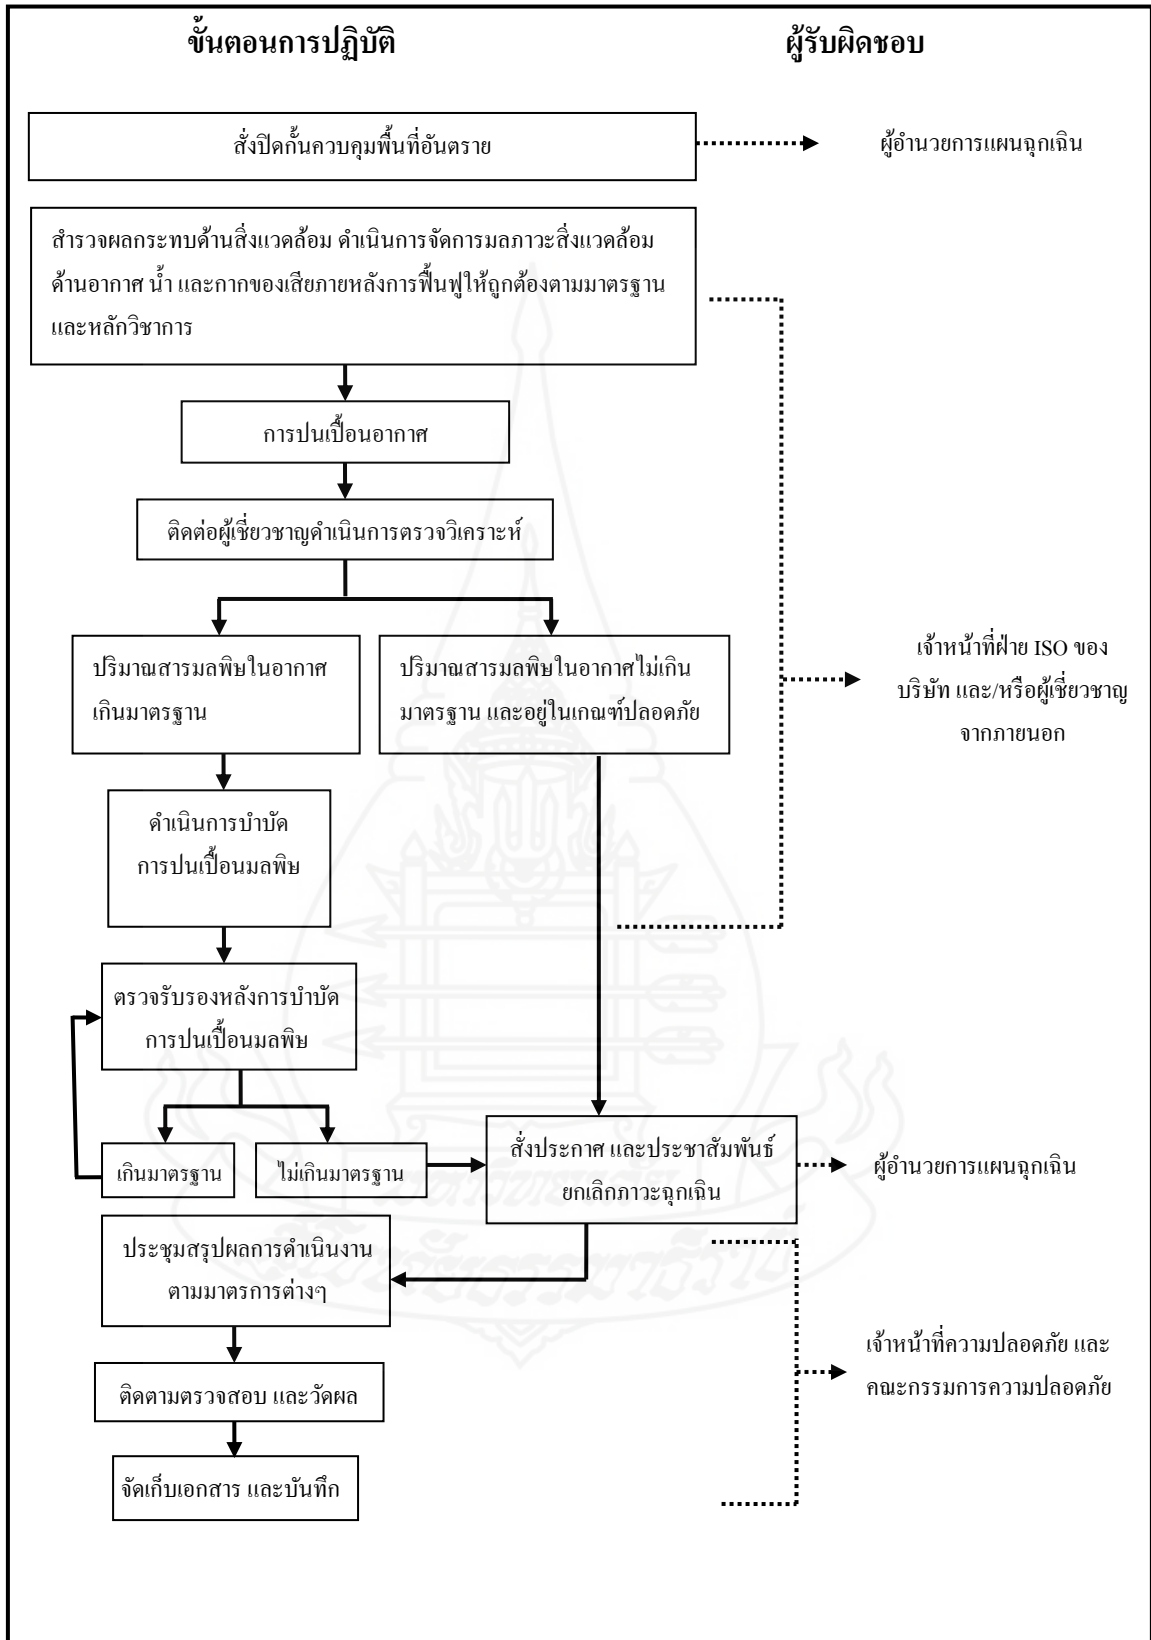 ขั้นตอนการปฏิบัติ
ผู้รับผิดชอบ
สั่งปิดกั้นควบคุมพื้นที่อันตราย
ผู้อำนวยการแผนฉุกเฉิน
สำรวจผลกระทบด้านสิ่งแวดล้อม ดำเนินการจัดการมลภาวะสิ่งแวดล้อม
ด้านอากาศ น้ำ และกากของเสียภายหลังการฟื้นฟูให้ถูกต้องตามมาตรฐาน
และหลักวิชาการ
การปนเปื้อนอากาศ
ติดต่อผู้เชี่ยวชาญดำเนินการตรวจวิเคราะห์
ปริมาณสารมลพิษในอากาศ
เกินมาตรฐาน
ปริมาณสารมลพิษในอากาศไม่เกิน
มาตรฐาน และอยู่ในเกณฑ์ปลอดภัย
เจ้าหน้าที่ฝ่าย ISO ของ
บริษัท และ/หรือผู้เชี่ยวชาญ
จากภายนอก
ดำเนินการบำบัด
การปนเปื้อนมลพิษ
ตรวจรับรองหลังการบำบัด
การปนเปื้อนมลพิษ
เกินมาตรฐาน
ไม่เกินมาตรฐาน
สั่งประกาศ และประชาสัมพันธ์
ยกเลิกภาวะฉุกเฉิน
ผู้อำนวยการแผนฉุกเฉิน
ประชุมสรุปผลการดำเนินงาน
ตามมาตรการต่างๆ
เจ้าหน้าที่ความปลอดภัย และ
คณะกรรมการความปลอดภัย
ติดตามตรวจสอบ และวัดผล
จัดเก็บเอกสาร และบันทึก